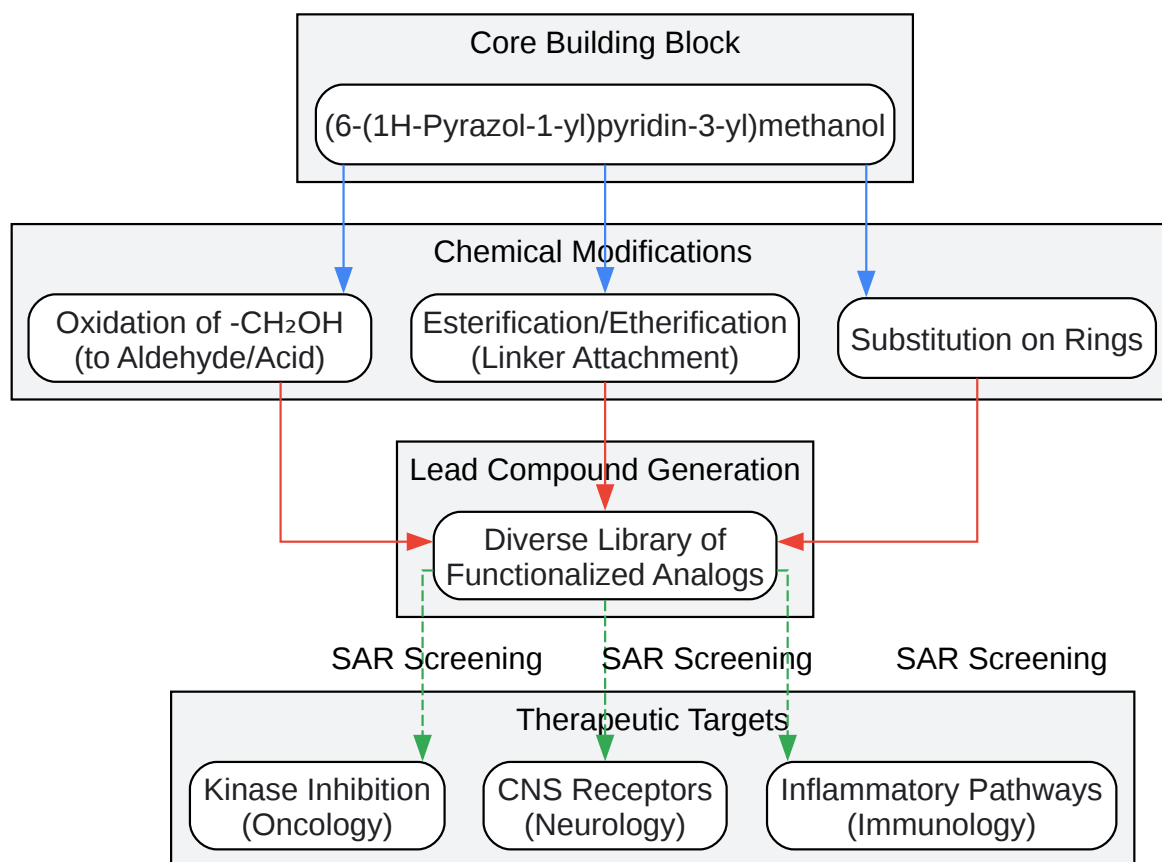 Core Building Block
(6-(1H-Pyrazol-1-yl)pyridin-3-yl)methanol
Chemical Modifications
Oxidation of -CH₂OH
(to Aldehyde/Acid)
Esterification/Etherification
(Linker Attachment)
Substitution on Rings
Lead Compound Generation
Diverse Library of
Functionalized Analogs
SAR Screening
SAR Screening
SAR Screening
Therapeutic Targets
Kinase Inhibition
(Oncology)
CNS Receptors
(Neurology)
Inflammatory Pathways
(Immunology)